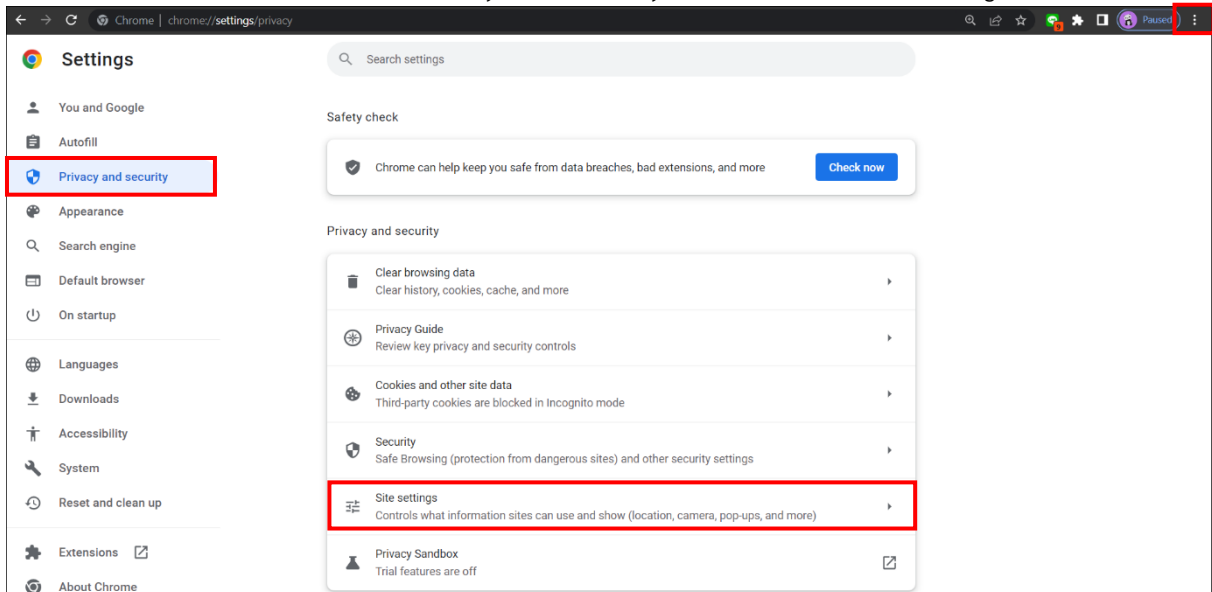 Chrome | chrome://settings/privacy
9
Paused
Settings
Search settings
You and Google
Autofill
Privacy and security
Appearance
Search engine
Default browser
On startup
Languages
Downloads
Accessibility
System
Reset and clean up
Extensions
About Chrome
Safety check
Chrome can help keep you safe from data breaches, bad extensions, and more
Check now
Privacy and security
Clear browsing data
Clear history, cookies, cache, and more
Privacy Guide
Review key privacy and security controls
Cookies and other site data
Third-party cookies are blocked in Incognito mode
Security
Safe Browsing (protection from dangerous sites) and other security settings
Site settings
Controls what information sites can use and show (location, camera, pop-ups, and more)
Privacy Sandbox
Trial features are off